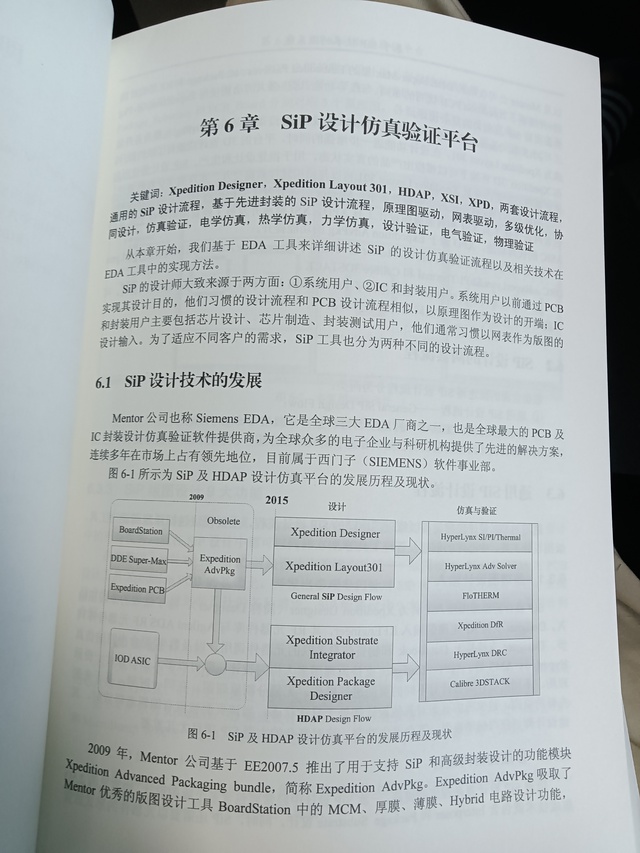 第 6 章 SiP 设计仿真验证平台
关键词：Xpedition Designer，Xpedition Layout 301，HDAP，XSI，XPD，两套设计流程，
通用的 SiP 设计流程，基于先进封装的 SiP 设计流程，原理图驱动，网表驱动，多级优化，协
同设计，仿真验证，电学仿真，热学仿真，力学仿真，设计验证，电气验证，物理验证
从本章开始，我们基于 EDA 工具来详细讲述 SiP 的设计仿真验证流程以及相关技术在
EDA 工具中的实现方法。
SiP 的设计师大致来源于两方面：①系统用户、②IC 和封装用户。系统用户以前通过 PCB
实现其设计目的，他们习惯的设计流程和 PCB 设计流程相似，以原理图作为设计的开端；IC
和封装用户主要包括芯片设计、芯片制造、封装测试用户，他们通常习惯以网表作为版图的
设计输入。为了适应不同客户的需求，SiP 工具也分为两种不同的设计流程。
6.1 SiP 设计技术的发展
Mentor 公司也称 Siemens EDA，它是全球三大 EDA 厂商之一，也是全球最大的 PCB 及
IC 封装设计仿真验证软件提供商，为全球众多的电子企业与科研机构提供了先进的解决方案，
连续多年在市场上占有领先地位，目前属于西门子（SIEMENS）软件事业部。
图 6-1 所示为 SiP 及 HDAP 设计仿真平台的发展历程及现状。
2009
2015
设计
仿真与验证
Obsolete
BoardStation
DDE Super-Max
Expedition PCB
Expedition
AdvPkg
IOD ASIC
Xpedition Designer
Xpedition Layout301
General SiP Design Flow
Xpedition Substrate
Integrator
Xpedition Package
Designer
HDAP Design Flow
HyperLynx SI/PI/Thermal
HyperLynx Adv Solver
FloTHERM
Xpedition DfR
HyperLynx DRC
Calibre 3DSTACK
图 6-1 SiP 及 HDAP 设计仿真平台的发展历程及现状
2009 年，Mentor 公司基于 EE2007.5 推出了用于支持 SiP 和高级封装设计的功能模块
Xpedition Advanced Packaging bundle，简称 Expedition AdvPkg。Expedition AdvPkg 吸取了
Mentor 优秀的版图设计工具 BoardStation 中的 MCM、厚膜、薄膜、Hybrid 电路设计功能，